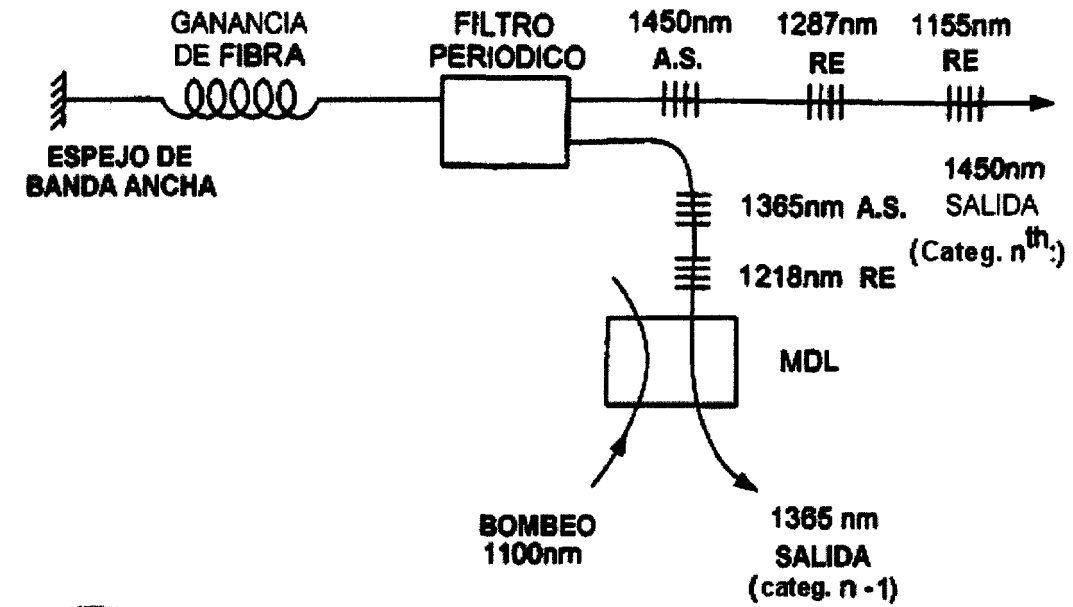 GANANCIA
DE FIBRA
FILTRO
PERIODICO
1450nm
A.S.
1287nm
RE
1155nm
RE
ESPEJO DE
BANDA ANCHA
1450nm
SALIDA
(Categ. nth:)
1365nm A.S.
1218nm RE
MDL
BOMBEO
1100nm
1365 nm
SALIDA
(categ. n -1)